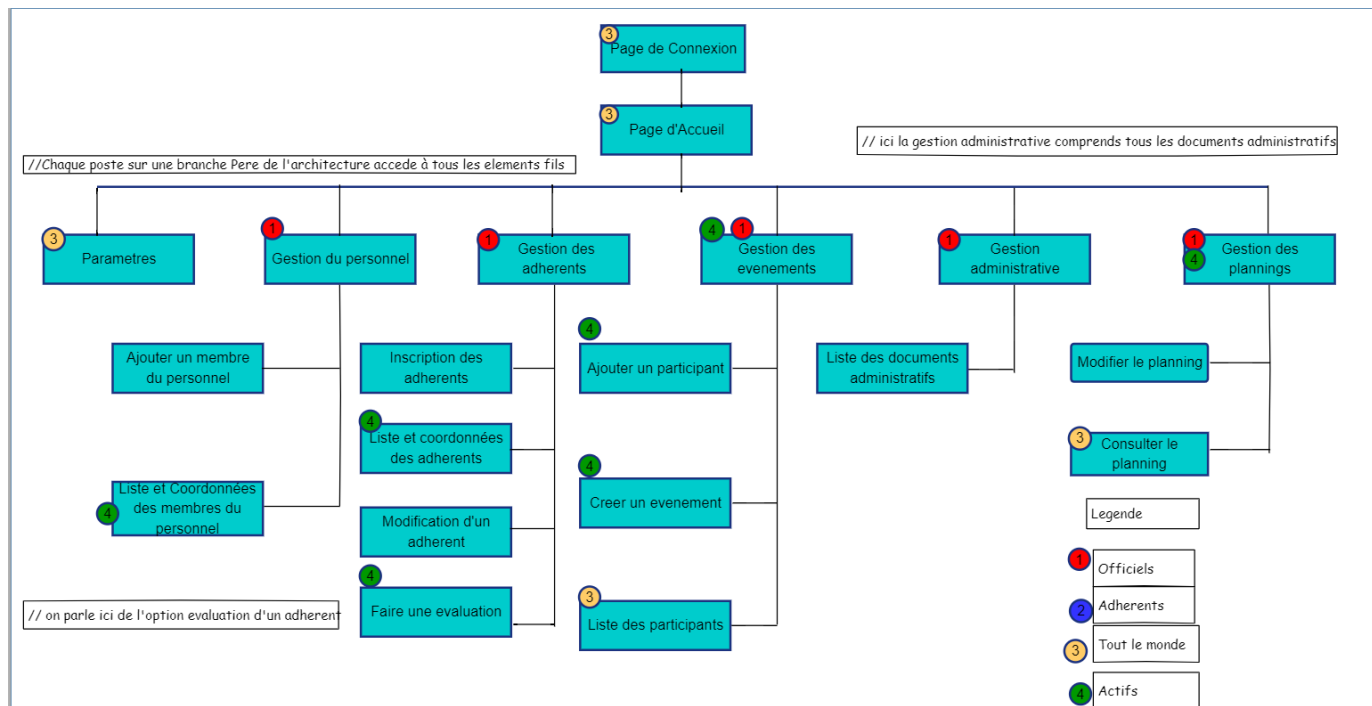 3
Page de Connexion
3
Page d'Accueil
// ici la gestion administrative comprends tous les documents administratifs
//Chaque poste sur une branche Pere de l'architecture accede à tous les elements fils
3
Parametres
1
Gestion du personnel
1
Gestion des
adherents
4
1
Gestion des
evenements
1
Gestion
administrative
1
4
Gestion des
plannings
Ajouter un membre
du personnel
Inscription des
adherents
4
Ajouter un participant
Liste des documents
administratifs
Modifier le planning
4
Liste et coordonnées
des adherents
3
Consulter le
planning
4
Liste et Coordonnées
des membres du
personnel
4
Creer un evenement
Modification d'un
adherent
Legende
4
Faire une evaluation
3
Liste des participants
// on parle ici de l'option evaluation d'un adherent
1
Officiels
2
Adherents
3
Tout le monde
4
Actifs